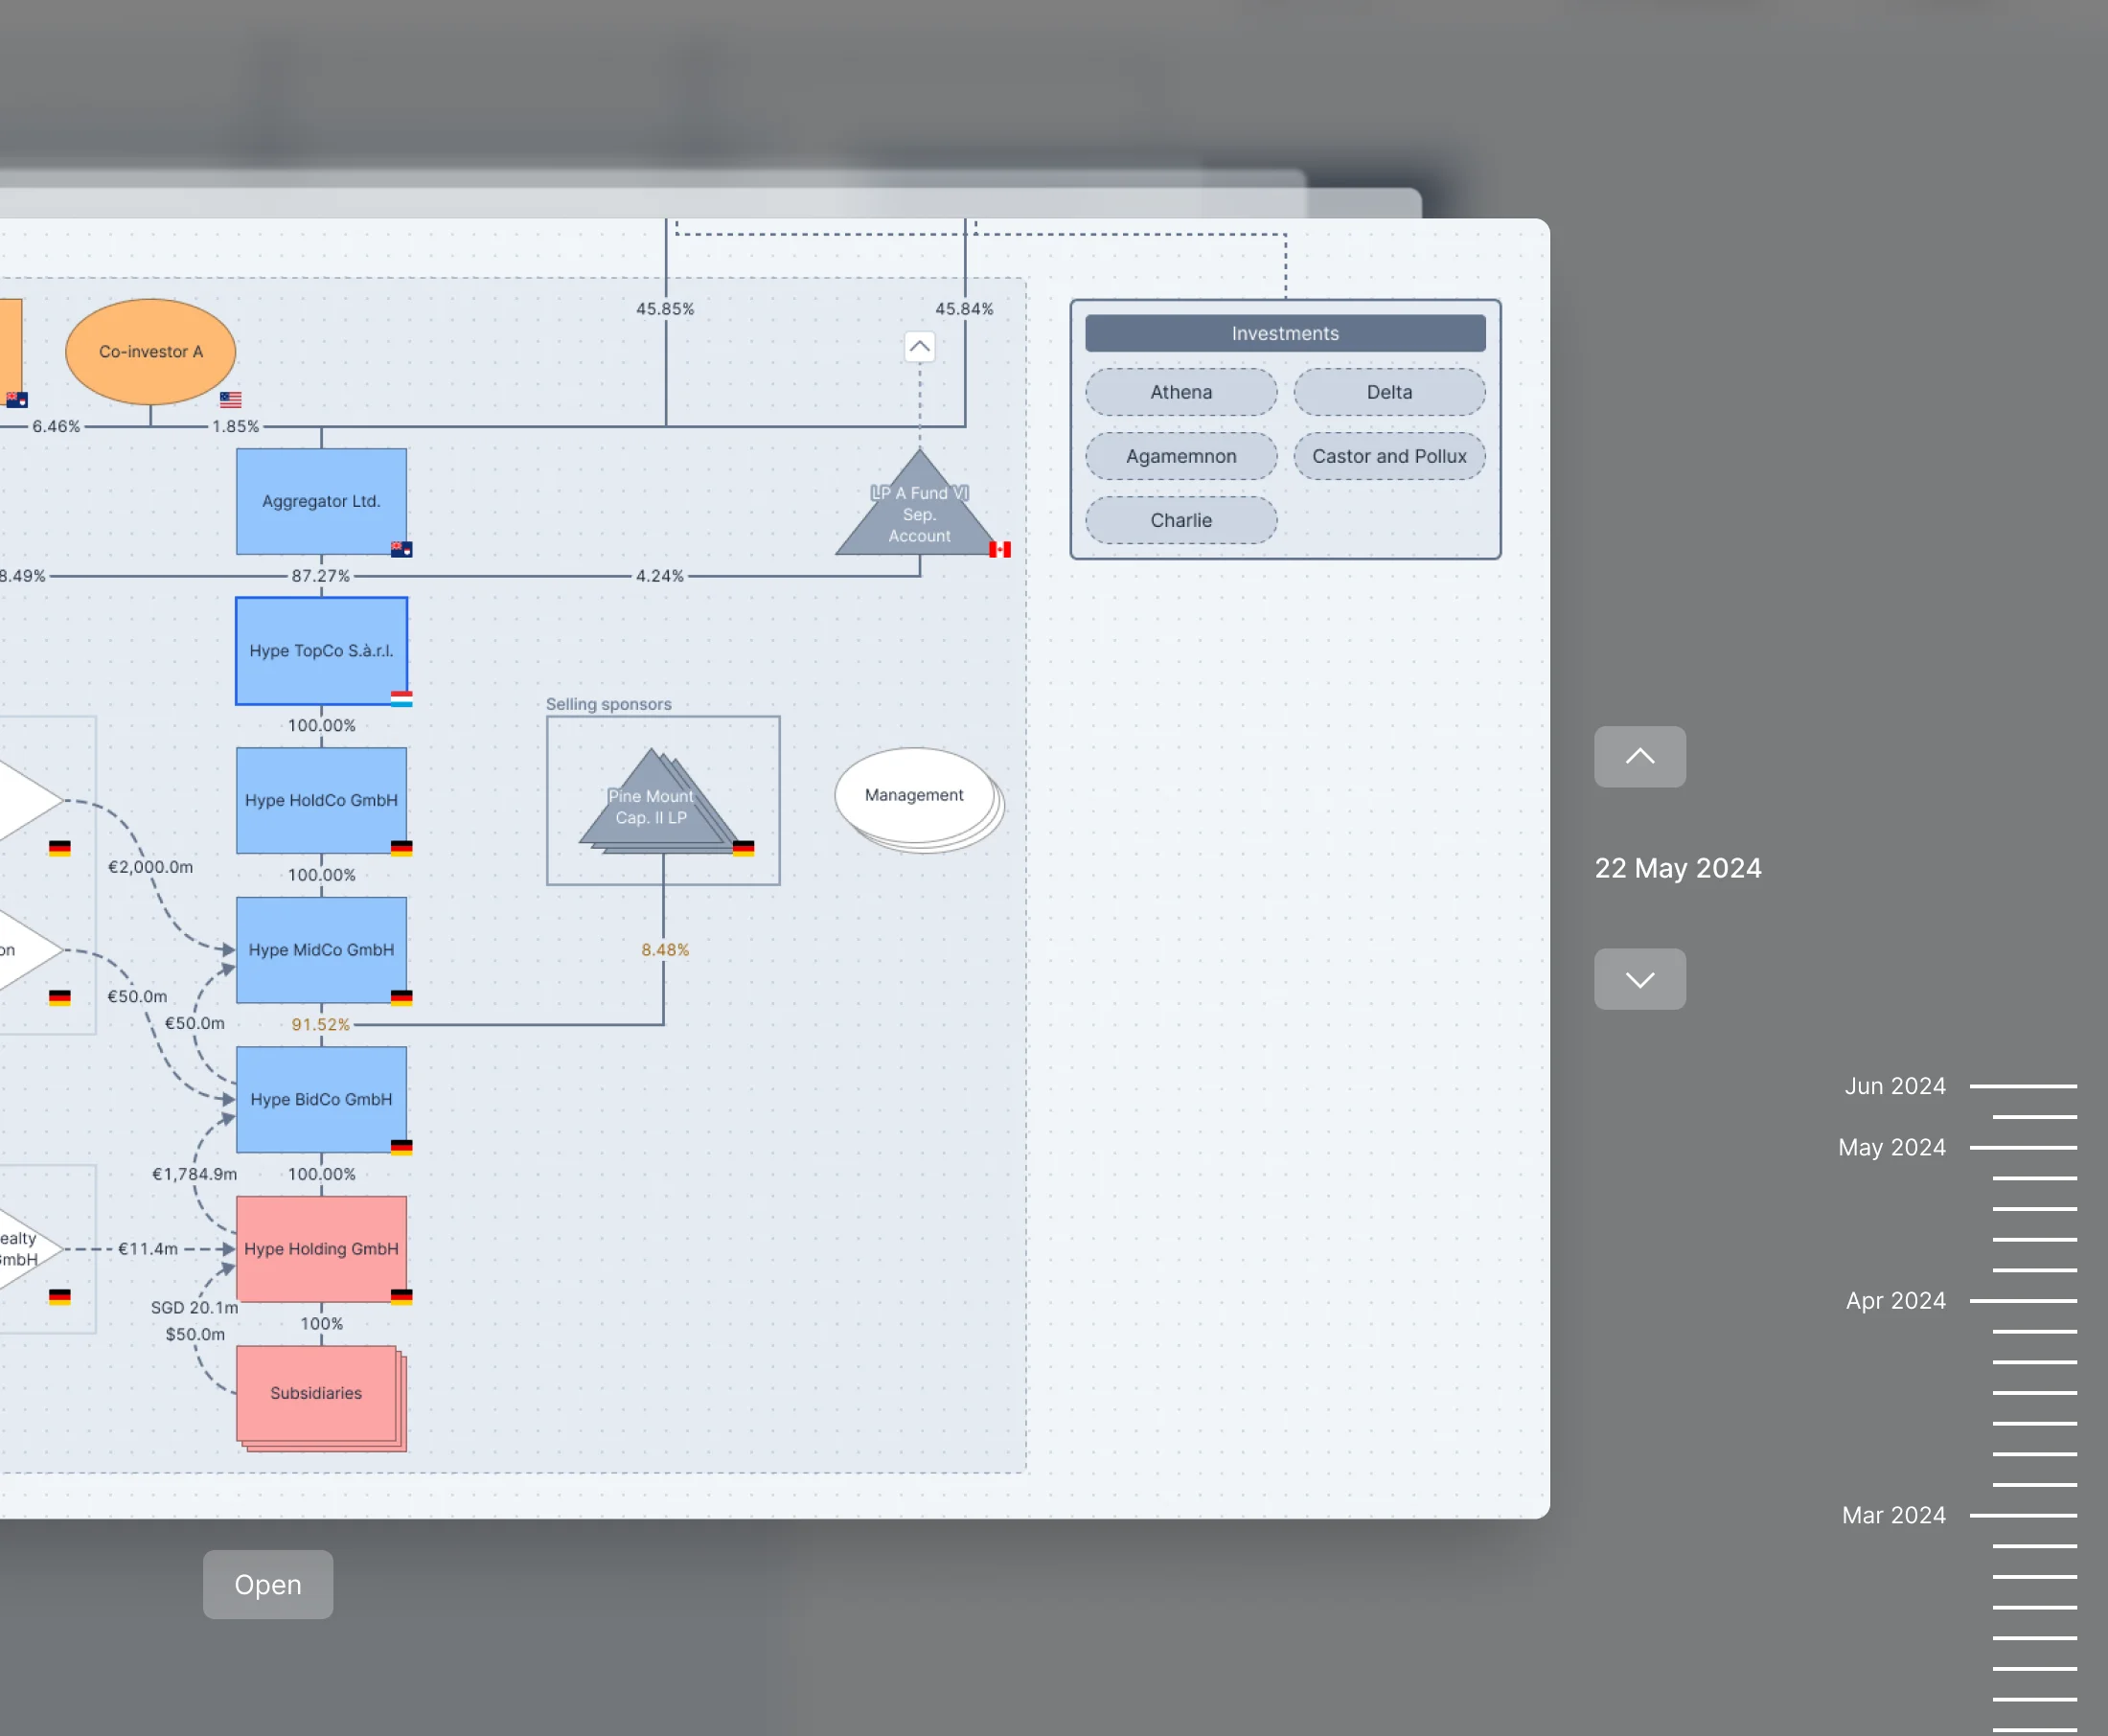 45.85%
45.84%
Co-investor A
Investments
Athena
Delta
Agamemnon
Castor and Pollux
Charlie
6.46%
1.85%
Aggregator Ltd.
LP A Fund VI
Sep.
Account
8.49%
87.27%
4.24%
Hype TopCo S.à.r.l.
100.00%
Selling sponsors
Hype HoldCo GmbH
Pine Mount
Cap. II LP
Management
€2,000.0m
100.00%
on
Hype MidCo GmbH
8.48%
€50.0m
€50.0m
91.52%
Hype BidCo GmbH
€1,784.9m
100.00%
ealty
GmbH
€11.4m
Hype Holding GmbH
SGD 20.1m
$50.0m
100%
Subsidiaries
Open
22 May 2024
Jun 2024
May 2024
Apr 2024
Mar 2024